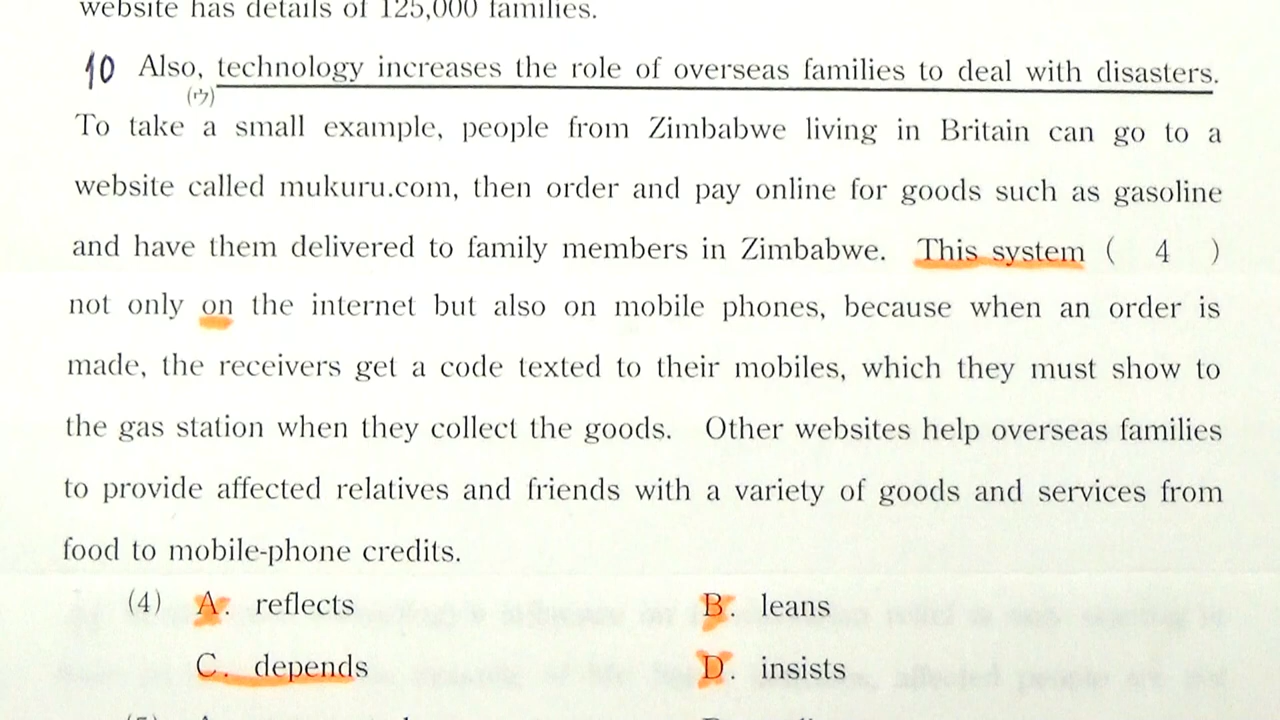 website has details of 125,000 families.
10 Also, technology increases the role of overseas families to deal with disasters.
(ウ)
To take a small example, people from Zimbabwe living in Britain can go to a
website called mukuru.com, then order and pay online for goods such as gasoline
and have them delivered to family members in Zimbabwe. This system ( 4 )
not only on the internet but also on mobile phones, because when an order is
made, the receivers get a code texted to their mobiles, which they must show to
the gas station when they collect the goods. Other websites help overseas families
to provide affected relatives and friends with a variety of goods and services from
food to mobile-phone credits.
(4) A. reflects B. leans
C. depends D. insists